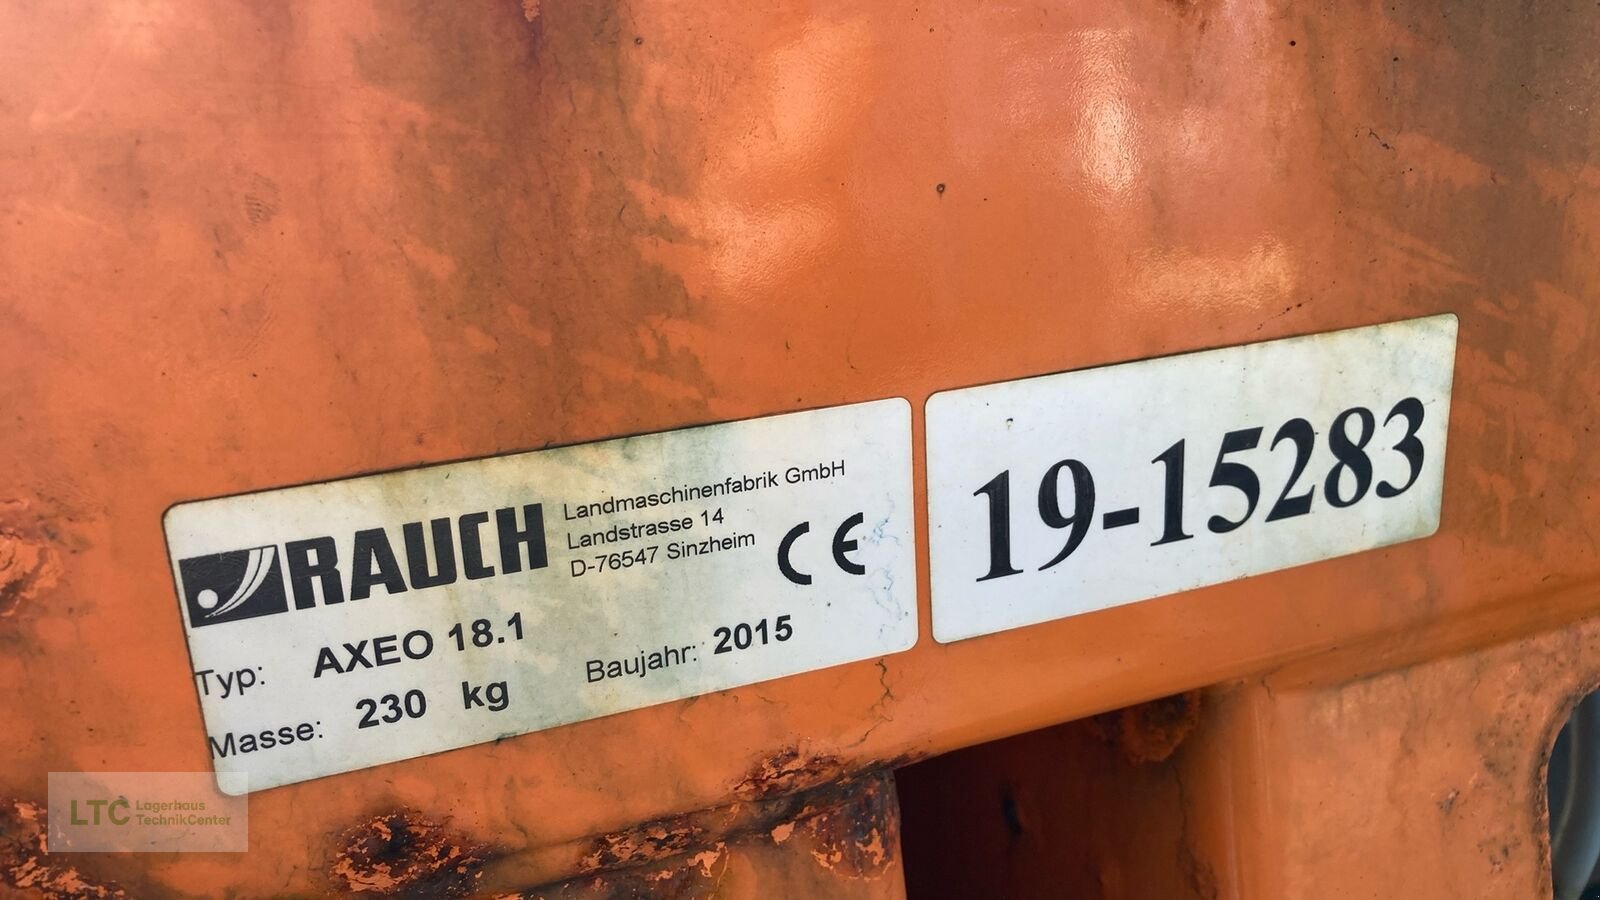 RAUCH
Landmaschinenfabrik GmbH
Landstrasse 14
D-76547 Sinzheim
CE
Typ: AXEO 18.1
Masse: 230 kg
Baujahr: 2015
19-15283
LTC Lagerhaus
TechnikCenter